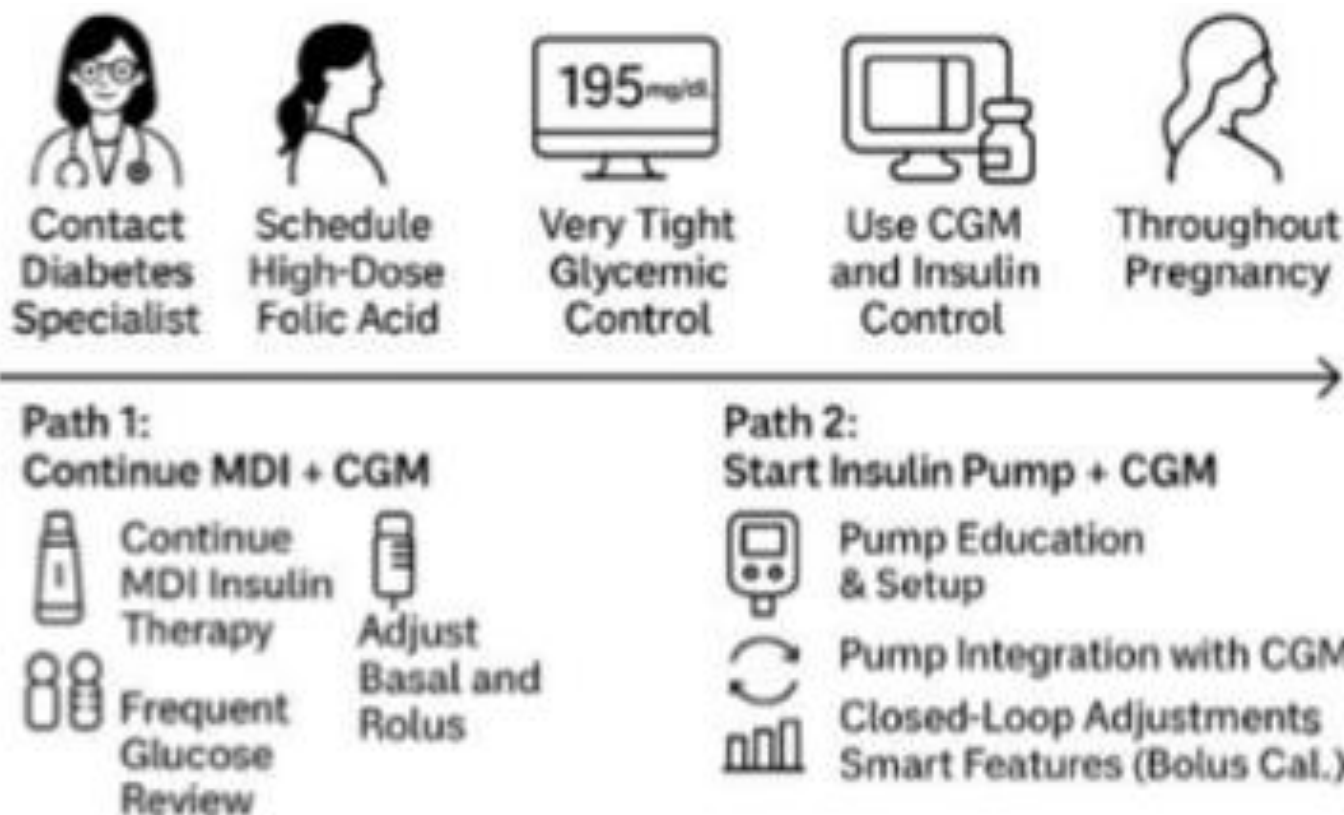 195 mg/dl
Contact
Diabetes
Specialist
Schedule
High-Dose
Folic Acid
Very Tight
Glycemic
Control
Use CGM
and Insulin
Control
Throughout
Pregnancy
Path 1:
Continue MDI + CGM
Continue
MDI Insulin
Therapy
Adjust
Basal and
Rolus
Frequent
Glucose
Review
Path 2:
Start Insulin Pump + CGM
Pump Education
& Setup
Pump Integration with CGM
Closed-Loop Adjustments
Smart Features (Bolus Cal.)